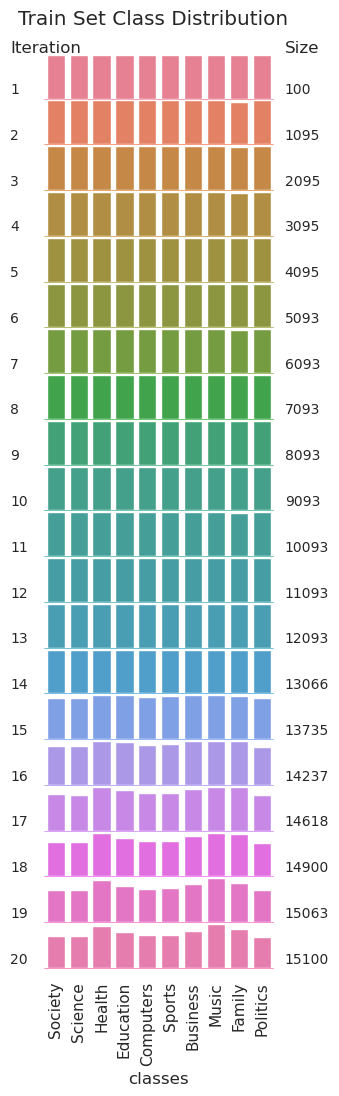 Train Set Class Distribution
Iteration Size
1 100
2 1095
3 2095
4 3095
5 4095
6 5093
7 6093
8 7093
9 8093
10 9093
11 10093
12 11093
13 12093
14 13066
15 13735
16 14237
17 14618
18 14900
19 15063
20 15100
Society
Science
Health
Education
Computers
Sports
Business
Music
Family
Politics
classes